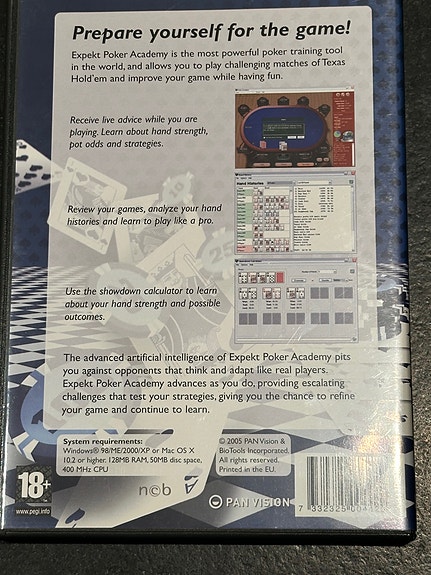 Prepare yourself for the game!
Expekt Poker Academy is the most powerful poker training tool
in the world, and allows you to play challenging matches of Texas
Hold'em and improve your game while having fun.
Receive live advice while you are
playing. Learn about hand strength,
pot odds and strategies.
Review your games, analyze your hand
histories and learn to play like a pro.
Hand Histories
Use the showdown calculator to learn
about your hand strength and possible
outcomes.
The advanced artificial intelligence of Expekt Poker Academy pits
you against opponents that think and adapt like real players.
Expekt Poker Academy advances as you do, providing escalating
challenges that test your strategies, giving you the chance to refine
your game and continue to learn.
System requirements:
Windows® 98/ME/2000/XP or Mac OS X
10.2 or higher. 128MB RAM, 50MB disc space,
400 MHz CPU
© 2005 PAN Vision &
BioTools Incorporated.
All rights reserved.
Printed in the EU.
18+
www.pegi.info
ncb
PAN VISION